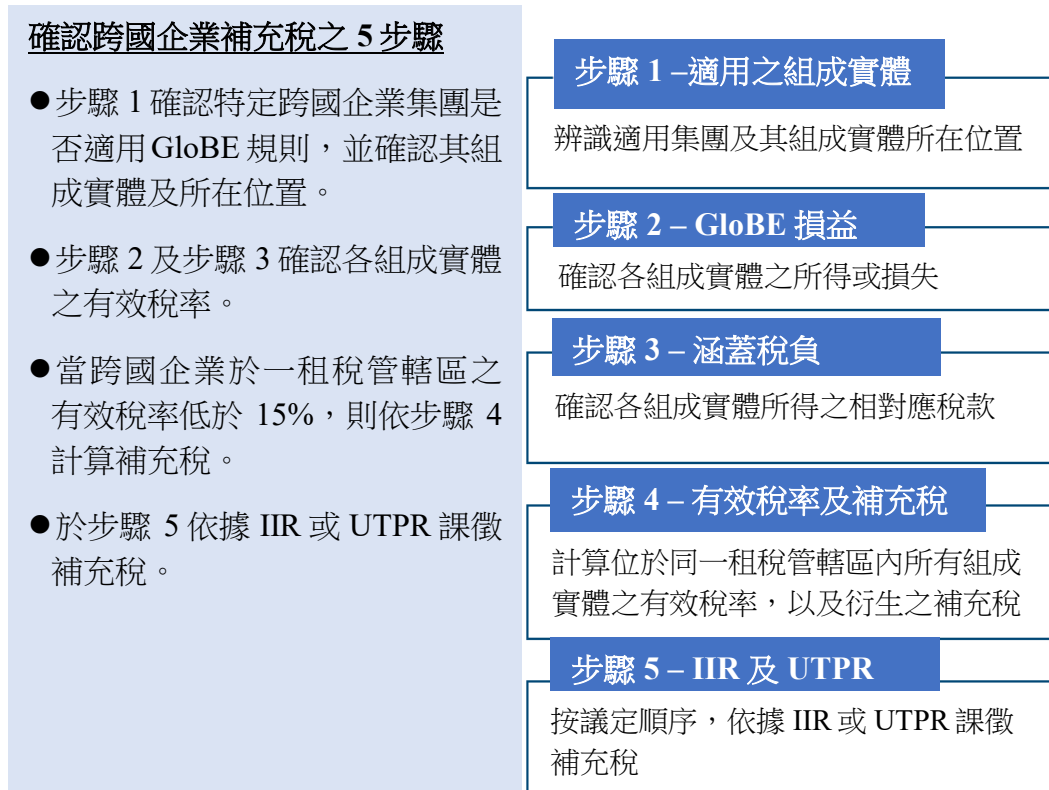 確認跨國企業補充稅之 5 步驟
●步驟 1 確認特定跨國企業集團是
否適用 GloBE 規則，並確認其組
成實體及所在位置。
●步驟 2 及步驟 3 確認各組成實體
之有效稅率。
●當跨國企業於一租稅管轄區之
有效稅率低於 15%，則依步驟 4
計算補充稅。
●於步驟 5 依據 IIR 或 UTPR 課徵
補充稅。
步驟 1 –適用之組成實體
辨識適用集團及其組成實體所在位置
步驟 2 – GloBE 損益
確認各組成實體之所得或損失
步驟 3 – 涵蓋稅負
確認各組成實體所得之相對應稅款
步驟 4 – 有效稅率及補充稅
計算位於同一租稅管轄區內所有組成
實體之有效稅率，以及衍生之補充稅
步驟 5 – IIR 及 UTPR
按議定順序，依據 IIR 或 UTPR 課徵
補充稅